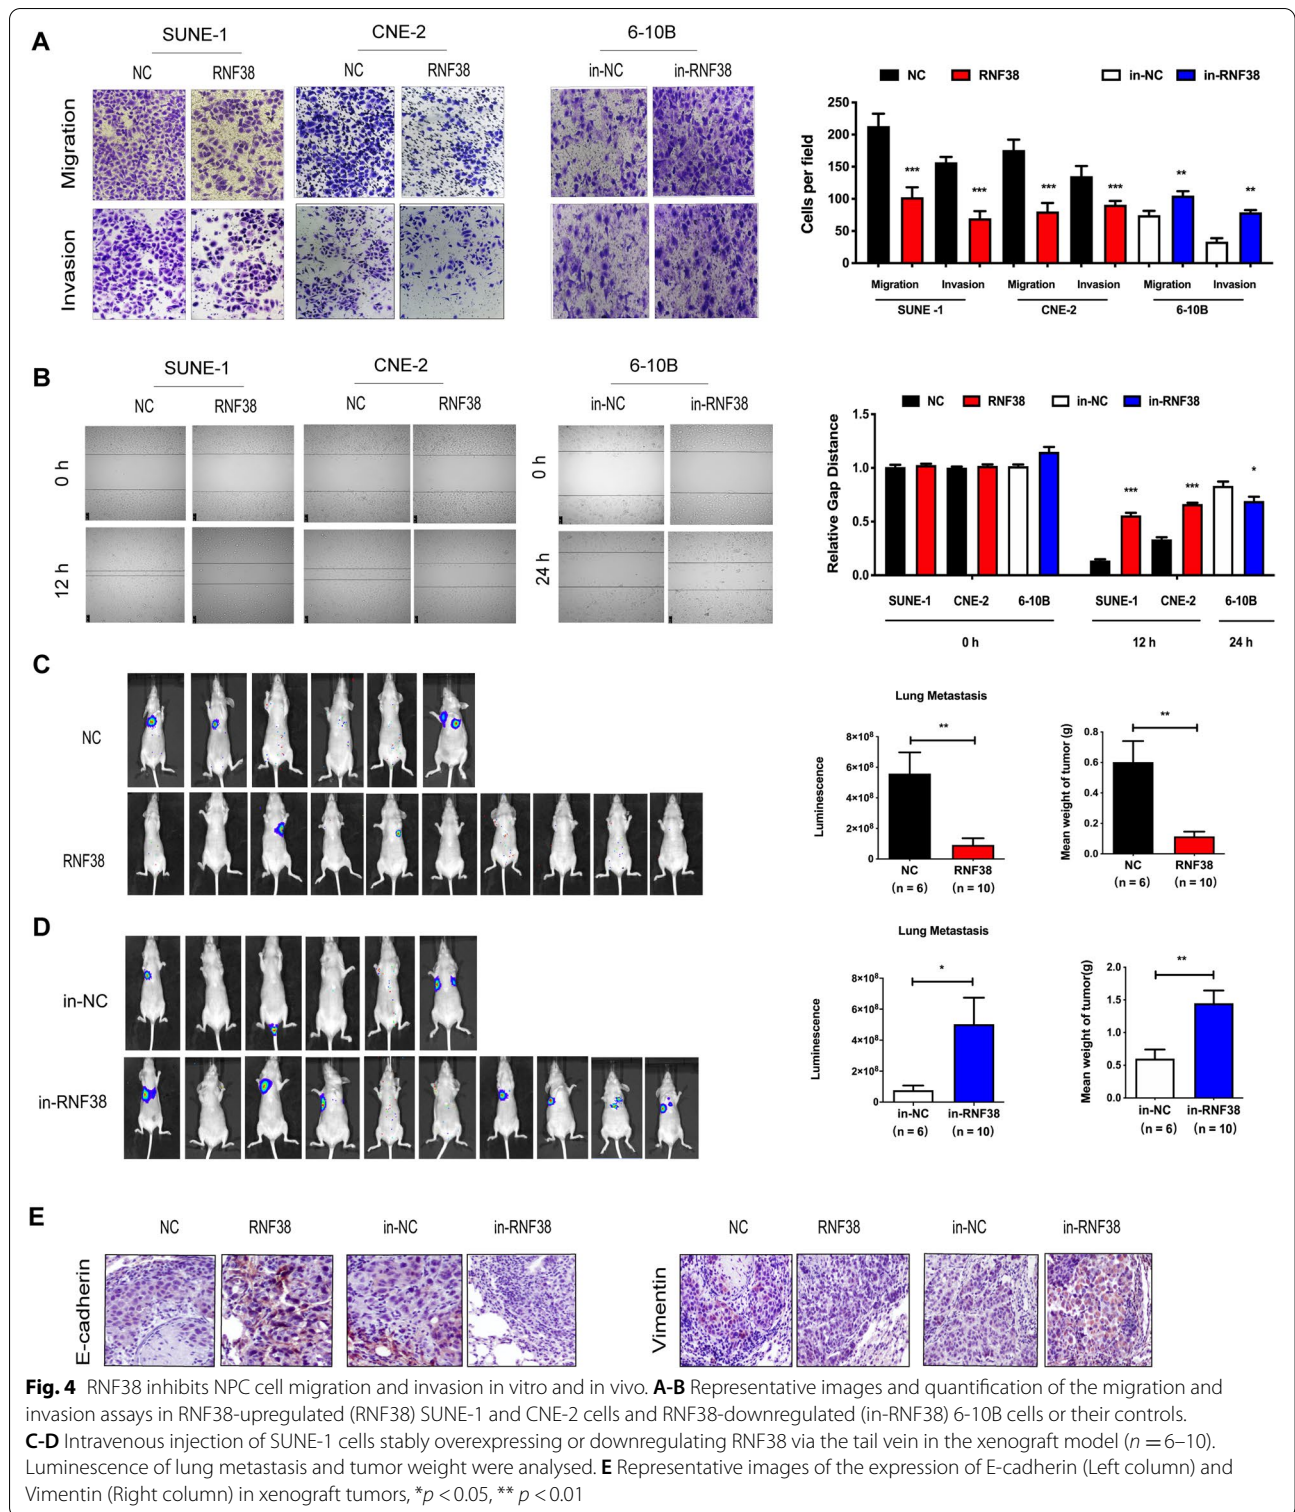 A
SUNE-1 CNE-2 6-10B
NC RNF38 NC RNF38 in-NC in-RNF38
Migration
Invasion
NC RNF38 in-NC in-RNF38
Cells per field
250
200
150
100
50
0
*** *** *** *** ** **
Migration Invasion Migration Invasion Migration Invasion
SUNE -1 CNE-2 6-10B
B
SUNE-1 CNE-2 6-10B
NC RNF38 NC RNF38 in-NC in-RNF38
0 h 0 h
12 h 24 h
NC RNF38 in-NC in-RNF38
Relative Gap Distance
1.5
1.0
0.5
0.0
*** *** *
SUNE-1 CNE-2 6-10B SUNE-1 CNE-2 6-10B
0 h 12 h 24 h
C
NC
RNF38
Lung Metastasis
Luminescence
8×10⁸
6×10⁸
4×10⁸
2×10⁸
0
**
NC RNF38
(n = 6) (n = 10)
Mean weight of tumor (g)
1.0
0.8
0.6
0.4
0.2
0.0
**
NC RNF38
(n = 6) (n = 10)
D
in-NC
in-RNF38
Lung Metastasis
Luminescence
8×10⁸
6×10⁸
4×10⁸
2×10⁸
0
*
in-NC in-RNF38
(n = 6) (n = 10)
Mean weight of tumor(g)
2.0
1.5
1.0
0.5
0.0
**
in-NC in-RNF38
(n = 6) (n = 10)
E
NC RNF38 in-NC in-RNF38
E-cadherin
NC RNF38 in-NC in-RNF38
Vimentin
Fig. 4 RNF38 inhibits NPC cell migration and invasion in vitro and in vivo. A-B Representative images and quantification of the migration and
invasion assays in RNF38-upregulated (RNF38) SUNE-1 and CNE-2 cells and RNF38-downregulated (in-RNF38) 6-10B cells or their controls.
C-D Intravenous injection of SUNE-1 cells stably overexpressing or downregulating RNF38 via the tail vein in the xenograft model (n = 6–10).
Luminescence of lung metastasis and tumor weight were analysed. E Representative images of the expression of E-cadherin (Left column) and
Vimentin (Right column) in xenograft tumors, *p < 0.05, ** p < 0.01